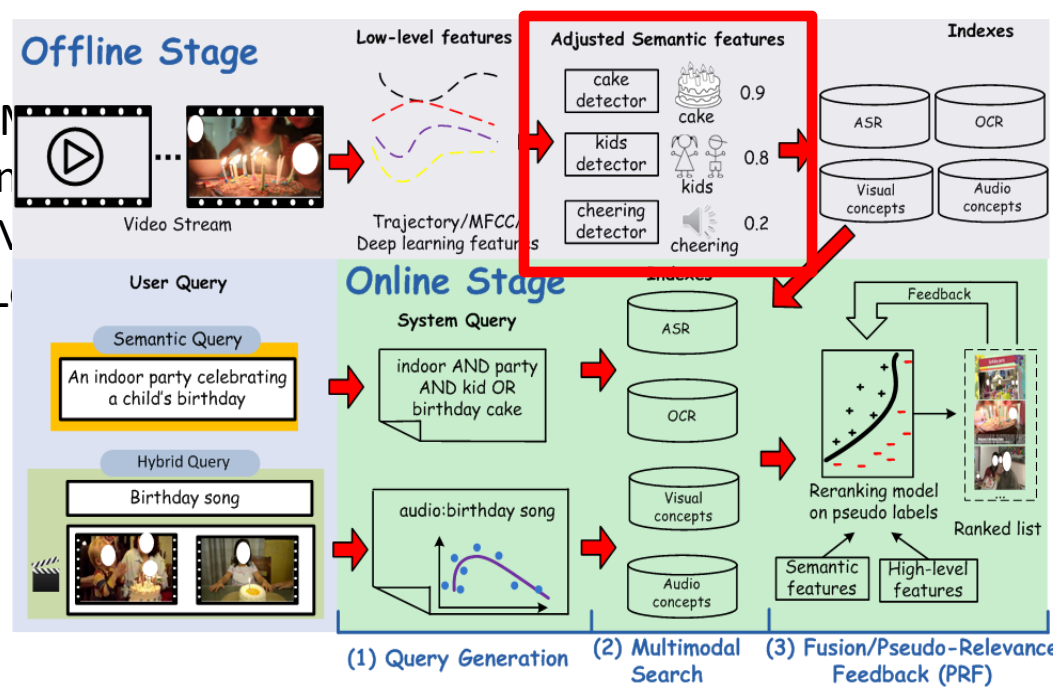 Offline Stage
Low-level features
Adjusted Semantic features
Indexes
cake
detector
cake
0.9
kids
detector
kids
0.8
cheering
detector
cheering
0.2
ASR
OCR
Visual
concepts
Audio
concepts
...
Video Stream
Trajectory/MFCC/
Deep learning features
User Query
Online Stage
Indexes
System Query
Semantic Query
An indoor party celebrating
a child's birthday
indoor AND party
AND kid OR
birthday cake
ASR
OCR
Feedback
Hybrid Query
Birthday song
audio:birthday song
Visual
concepts
Audio
concepts
Reranking model
on pseudo labels
...
Ranked list
Semantic
features
High-level
features
(1) Query Generation
(2) Multimodal
Search
(3) Fusion/Pseudo-Relevance
Feedback (PRF)